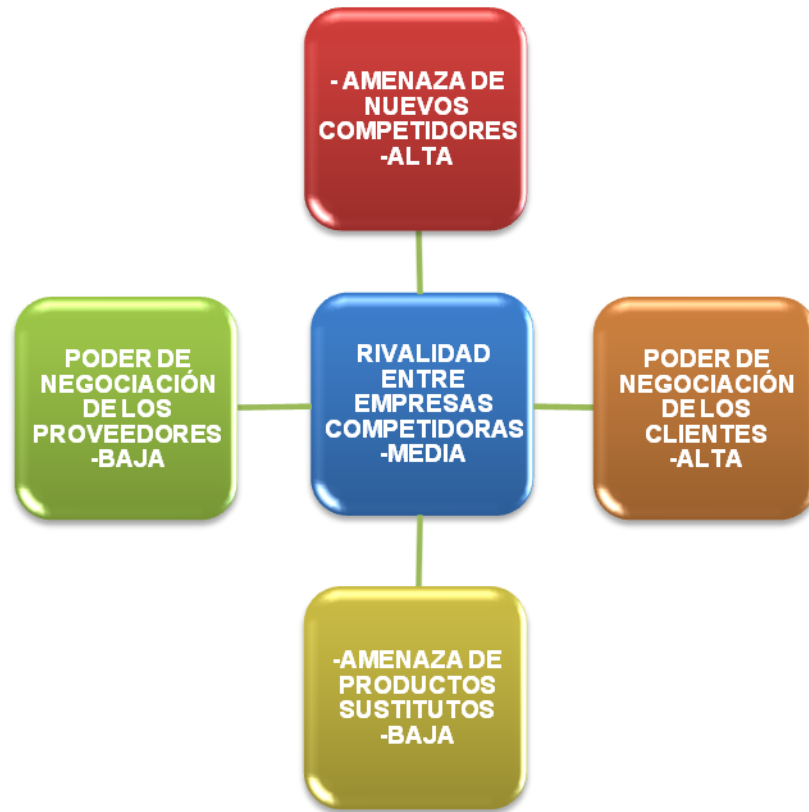 - AMENAZA DE
NUEVOS
COMPETIDORES
-ALTA
PODER DE
NEGOCIACIÓN
DE LOS
PROVEEDORES
-BAJA
RIVALIDAD
ENTRE
EMPRESAS
COMPETIDORAS
-MEDIA
PODER DE
NEGOCIACIÓN
DE LOS
CLIENTES
-ALTA
-AMENAZA DE
PRODUCTOS
SUSTITUTOS
-BAJA